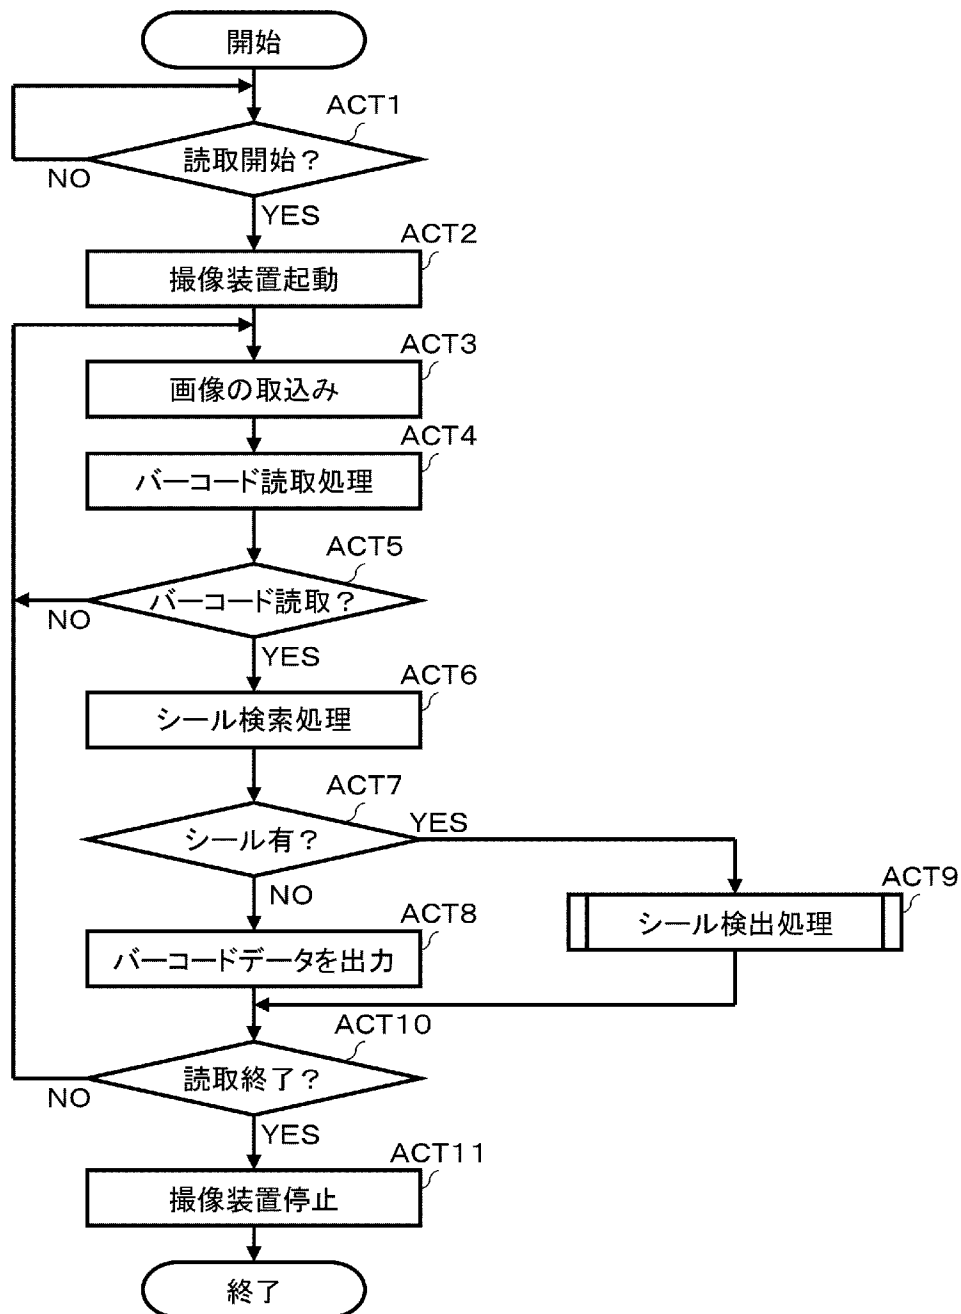 開始
ACT1
読取開始？
NO
YES
ACT2
撮像装置起動
ACT3
画像の取込み
ACT4
バーコード読取処理
ACT5
バーコード読取？
NO
YES
ACT6
シール検索処理
ACT7
シール有？
YES
NO
ACT9
シール検出処理
ACT8
バーコードデータを出力
ACT10
読取終了？
NO
YES
ACT11
撮像装置停止
終了